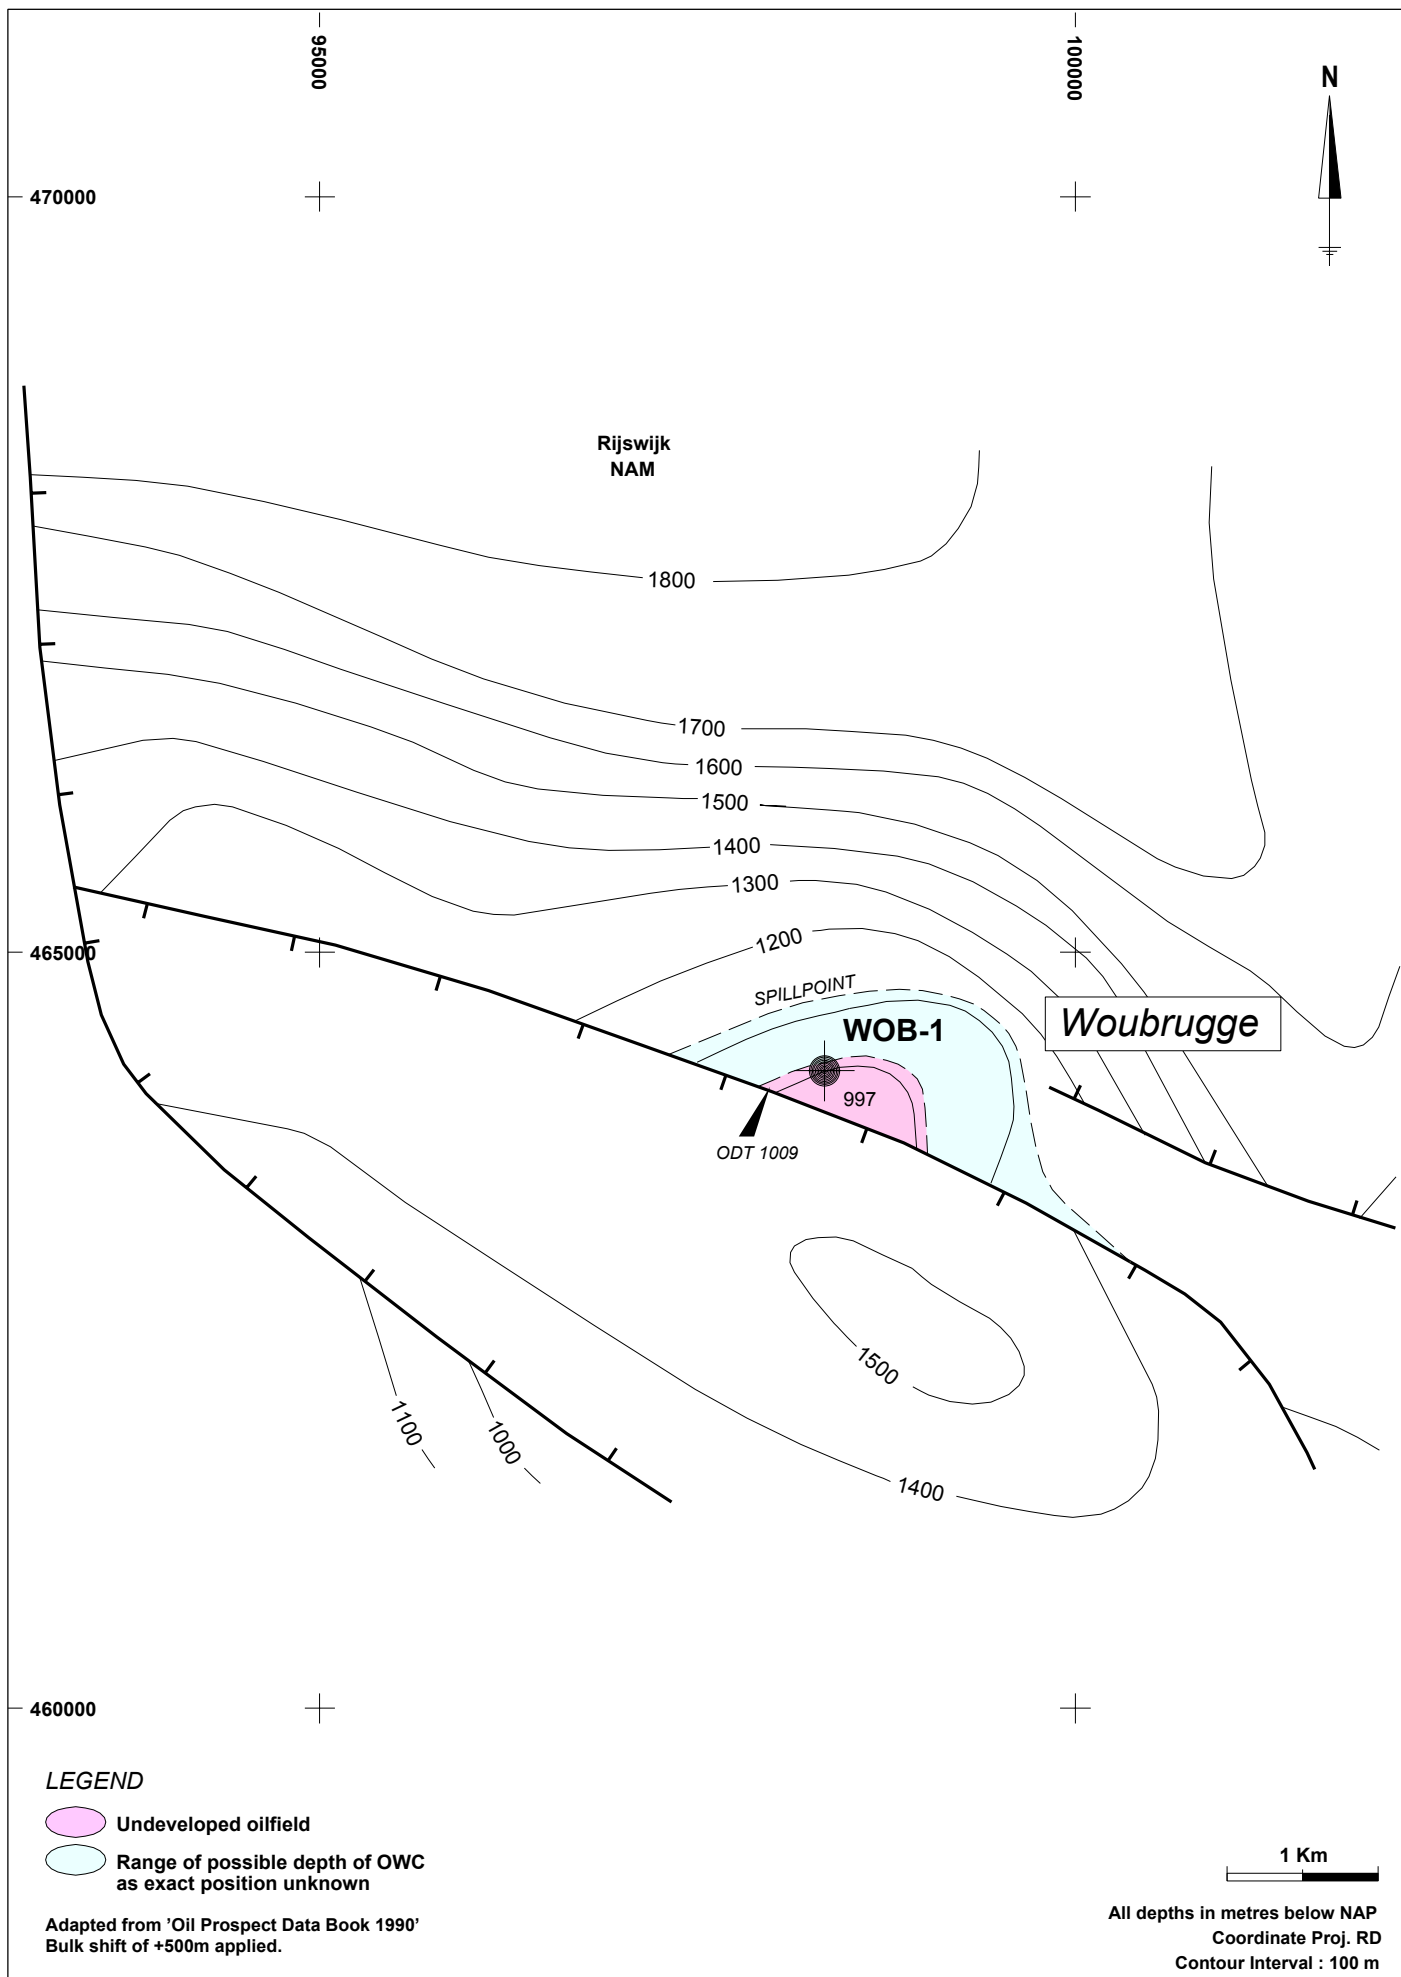 95000
100000
N
470000
Rijswijk
NAM
1800
1700
1600
1500
1400
1300
1200
465000
SPILLPOINT
WOB-1
Woubrugge
997
ODT 1009
1500
1100
1000
1400
460000
LEGEND
Undeveloped oilfield
Range of possible depth of OWC
as exact position unknown
Adapted from 'Oil Prospect Data Book 1990'
Bulk shift of +500m applied.
1 Km
All depths in metres below NAP
Coordinate Proj. RD
Contour Interval : 100 m